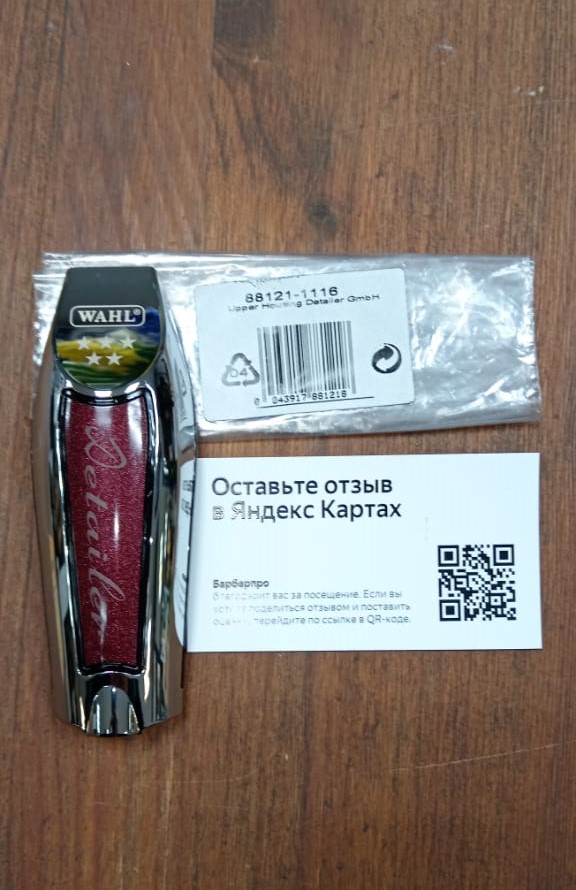 WAHL®
Detailer
88121-1116
Upper Housing Detailer GmbH
04
0 043917 881218
Оставьте отзыв
в Яндекс Картах
Барберпро
благодарит вас за посещение. Если вы
хотите поделиться отзывом и поставить
оценку, перейдите по ссылке в QR-коде.